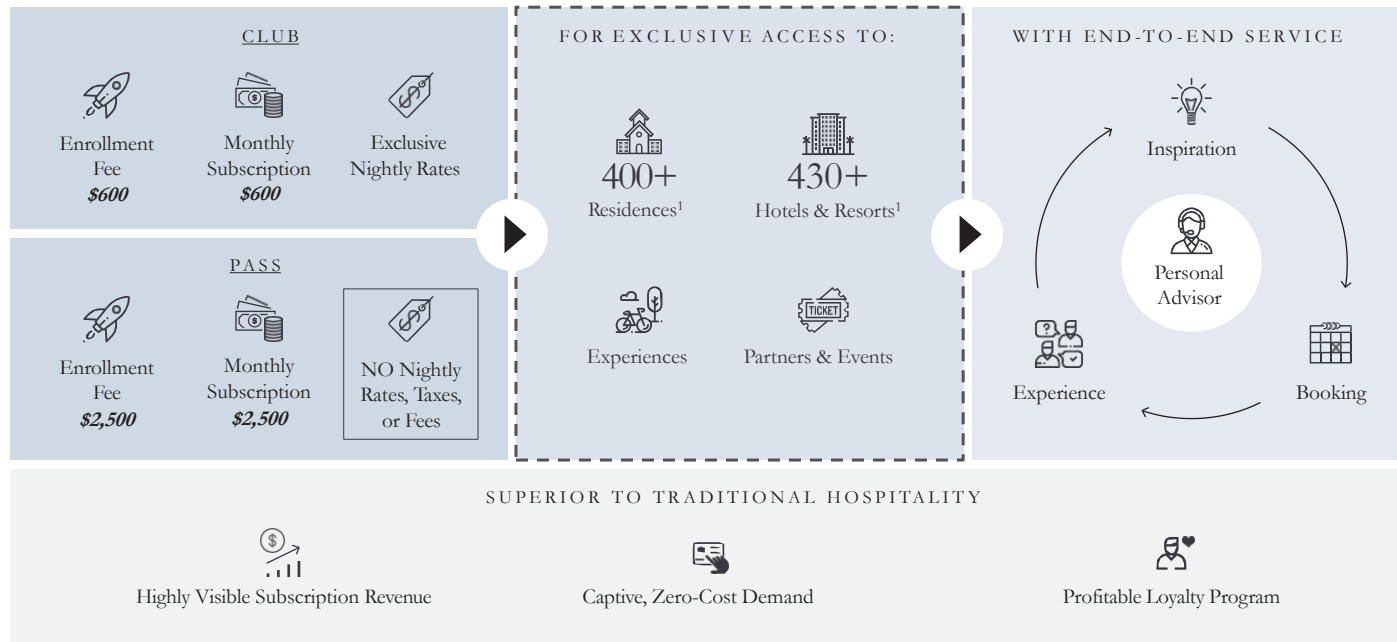 CLUB
Enrollment
Fee
$600
Monthly
Subscription
$600
Exclusive
Nightly Rates
PASS
Enrollment
Fee
$2,500
Monthly
Subscription
$2,500
NO Nightly
Rates, Taxes,
or Fees
FOR EXCLUSIVE ACCESS TO:
400+
Residences¹
430+
Hotels & Resorts¹
Experiences
TICKET
Partners & Events
WITH END-TO-END SERVICE
Inspiration
Personal
Advisor
Experience
Booking
SUPERIOR TO TRADITIONAL HOSPITALITY
Highly Visible Subscription Revenue
Captive, Zero-Cost Demand
Profitable Loyalty Program